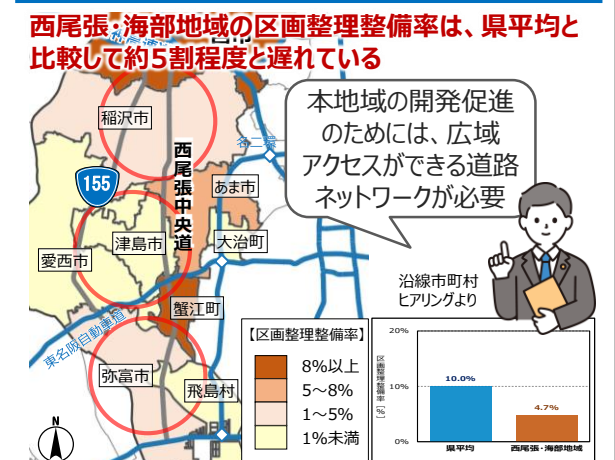 西尾張・海部地域の区画整理整備率は、県平均と
比較して約5割程度と遅れている
稲沢市
155
西尾張中央道
名二環
あま市
津島市
大治町
愛西市
蟹江町
東名阪自動車道
弥富市
飛島村
N
本地域の開発促進
のためには、広域
アクセスができる道路
ネットワークが必要
沿線市町村
ヒアリングより
【区画整理整備率】
8%以上
5～8%
1～5%
1%未満
区画整理整備率[%]
20%
10%
0%
10.0%
4.7%
県平均
西尾張・海部地域